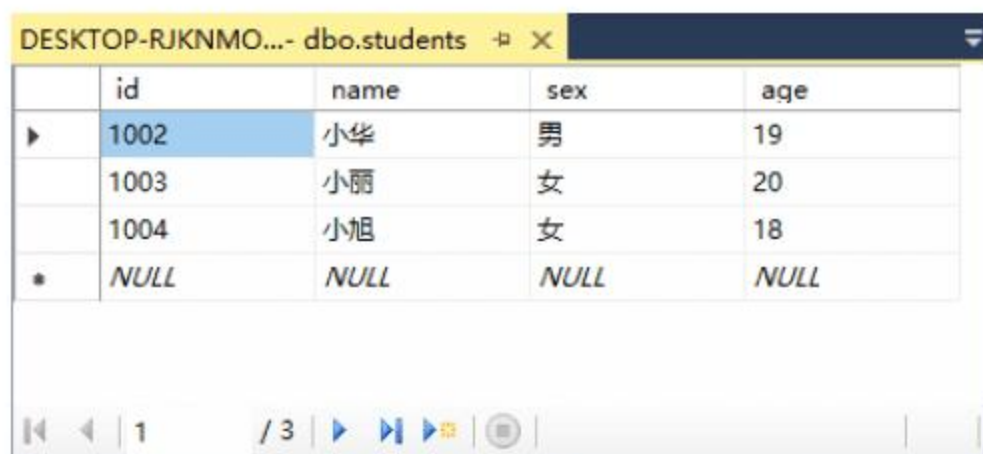 DESKTOP-RJKNMO...- dbo.students
id name sex age
1002 小华 男 19
1003 小丽 女 20
1004 小旭 女 18
NULL NULL NULL NULL
1 / 3